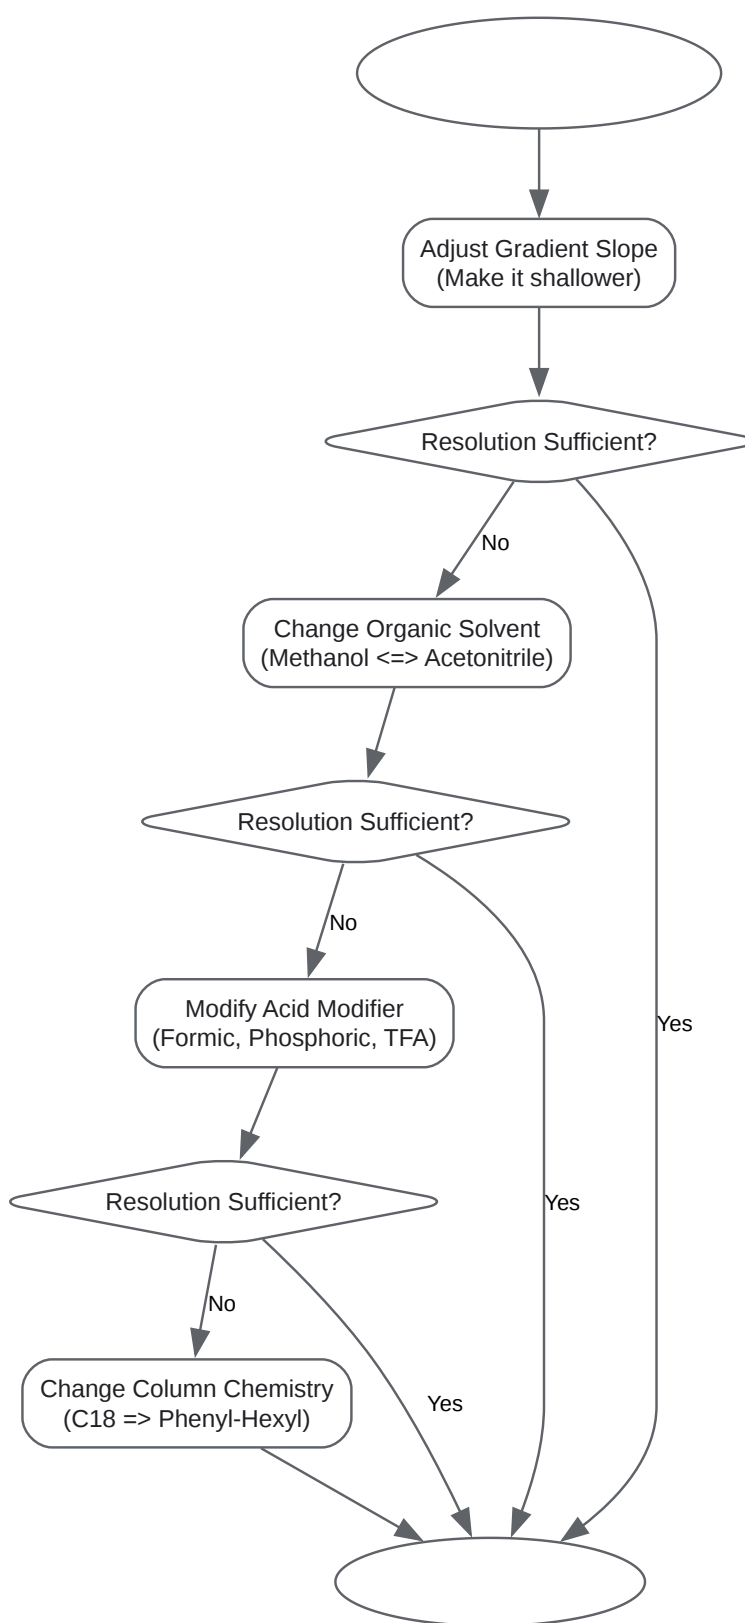 Adjust Gradient Slope
(Make it shallower)
Resolution Sufficient?
No
Change Organic Solvent
(Methanol <=> Acetonitrile)
Resolution Sufficient?
No
Modify Acid Modifier
(Formic, Phosphoric, TFA)
Yes
Resolution Sufficient?
Yes
No
Change Column Chemistry
(C18 => Phenyl-Hexyl)
Yes